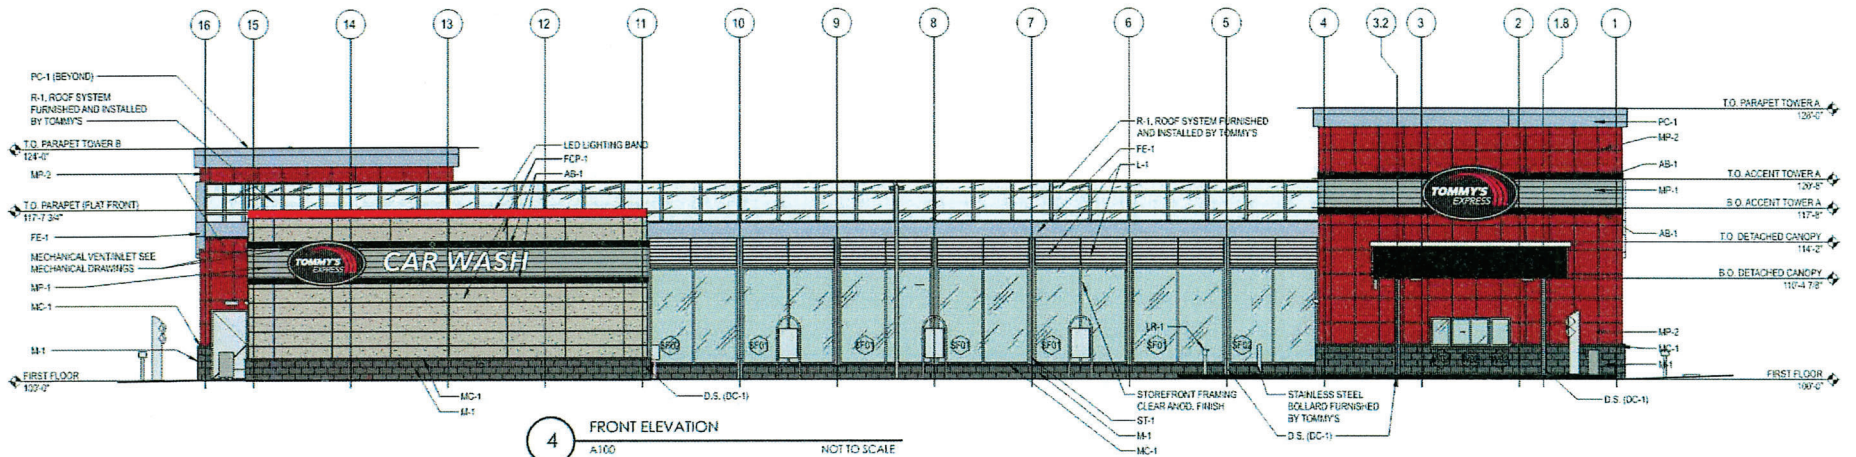 16 15 14 13 12 11 10 9 8 7 6 5 4 3.2 3 2 1.8 1
PC-1 (BEYOND)
R-1, ROOF SYSTEM
FURNISHED AND INSTALLED
BY TOMMY'S
T.O. PARAPET TOWER B
124'-0"
MP-2
T.O. PARAPET (FLAT FRONT)
117'-7 3/4"
FE-1
MECHANICAL VENT/INLET SEE
MECHANICAL DRAWINGS
MP-1
MC-1
M-1
FIRST FLOOR
100'-0"
LED LIGHTING BAND
FCP-1
AB-1
TOMMY'S
EXPRESS
CAR WASH
MC-1
M-1
D.S. (DC-1)
SF02
SF01
SF01
SF01
SF01
SF01
SF02
R-1, ROOF SYSTEM FURNISHED
AND INSTALLED BY TOMMY'S
FE-1
L-1
LR-1
STOREFRONT FRAMING
CLEAR ANOD. FINISH
ST-1
M-1
MC-1
STAINLESS STEEL
BOLLARD FURNISHED
BY TOMMY'S
D.S. (DC-1)
TOMMY'S
EXPRESS
T.O. PARAPET TOWER A
128'-0"
PC-1
MP-2
AB-1
T.O. ACCENT TOWER A
120'-8"
MP-1
B.O. ACCENT TOWER A
117'-8"
AB-1
T.O. DETACHED CANOPY
114'-2"
B.O. DETACHED CANOPY
110'-4 7/8"
MP-2
MC-1
M-1
FIRST FLOOR
100'-0"
D.S. (DC-1)
4 FRONT ELEVATION
A100 NOT TO SCALE